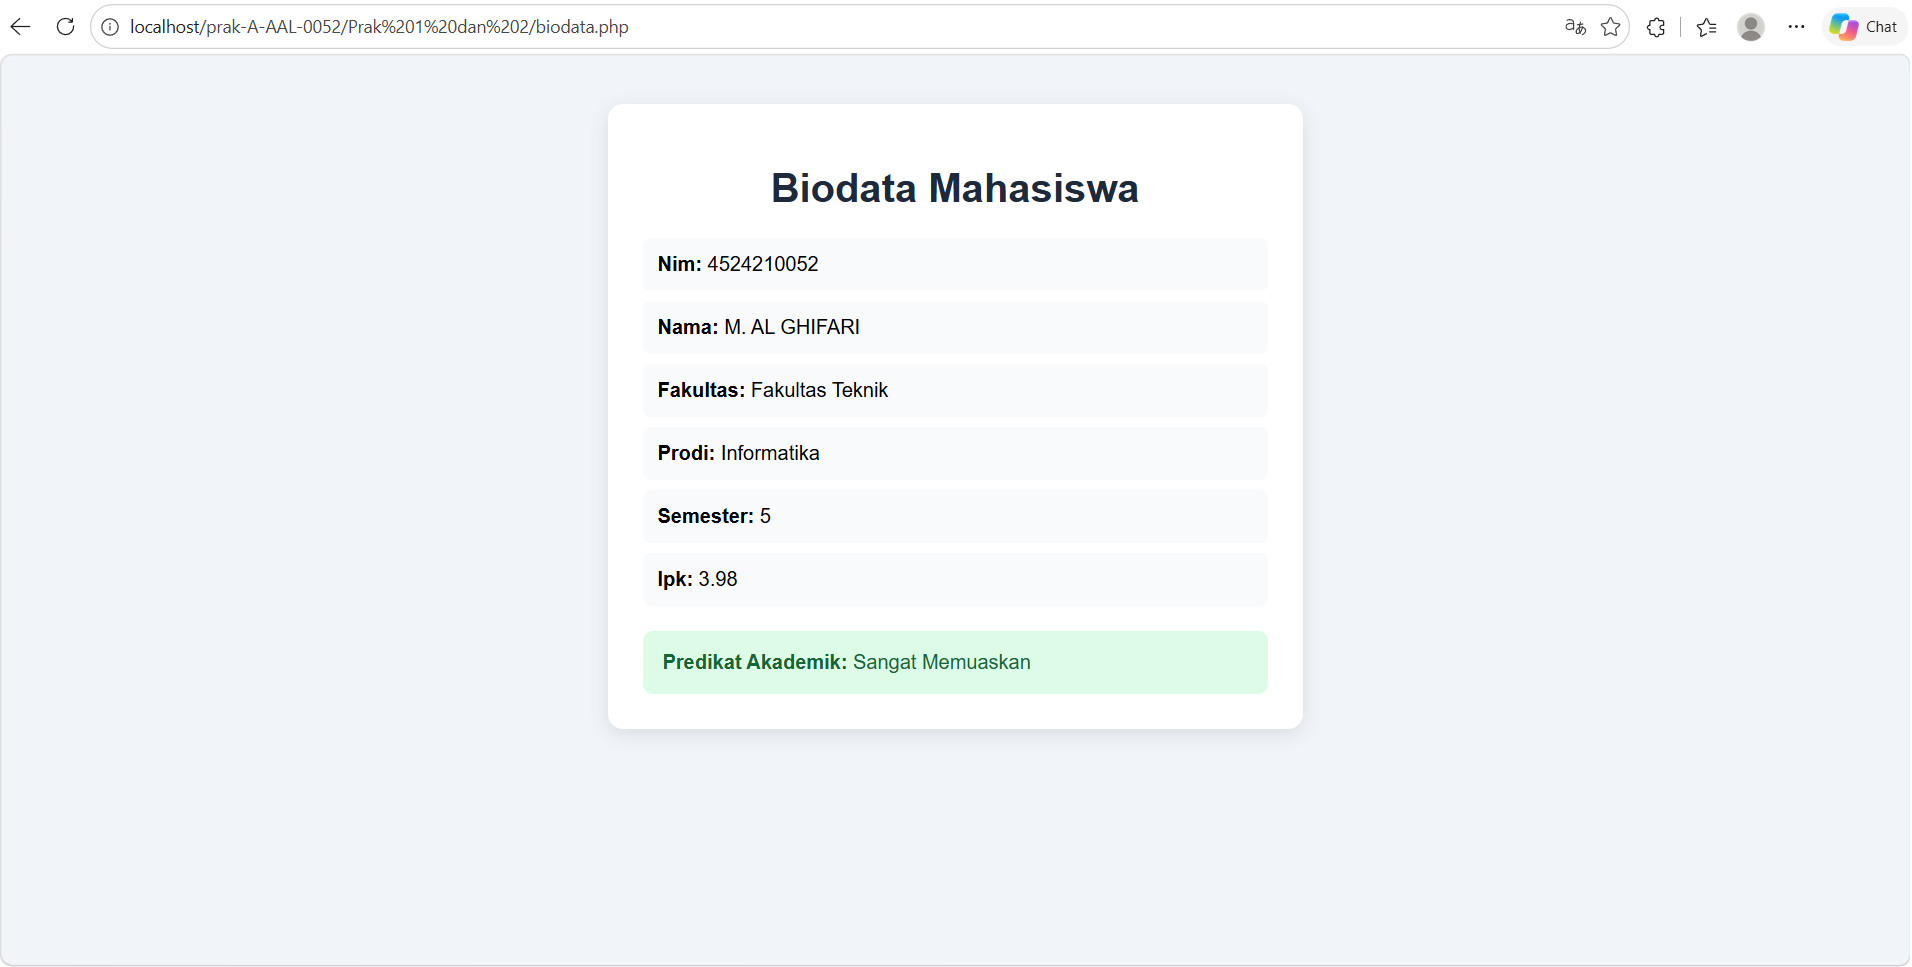 localhost/prak-A-AAL-0052/Prak%201%20dan%202/biodata.php
Chat
Biodata Mahasiswa
Nim: 4524210052
Nama: M. AL GHIFARI
Fakultas: Fakultas Teknik
Prodi: Informatika
Semester: 5
Ipk: 3.98
Predikat Akademik: Sangat Memuaskan